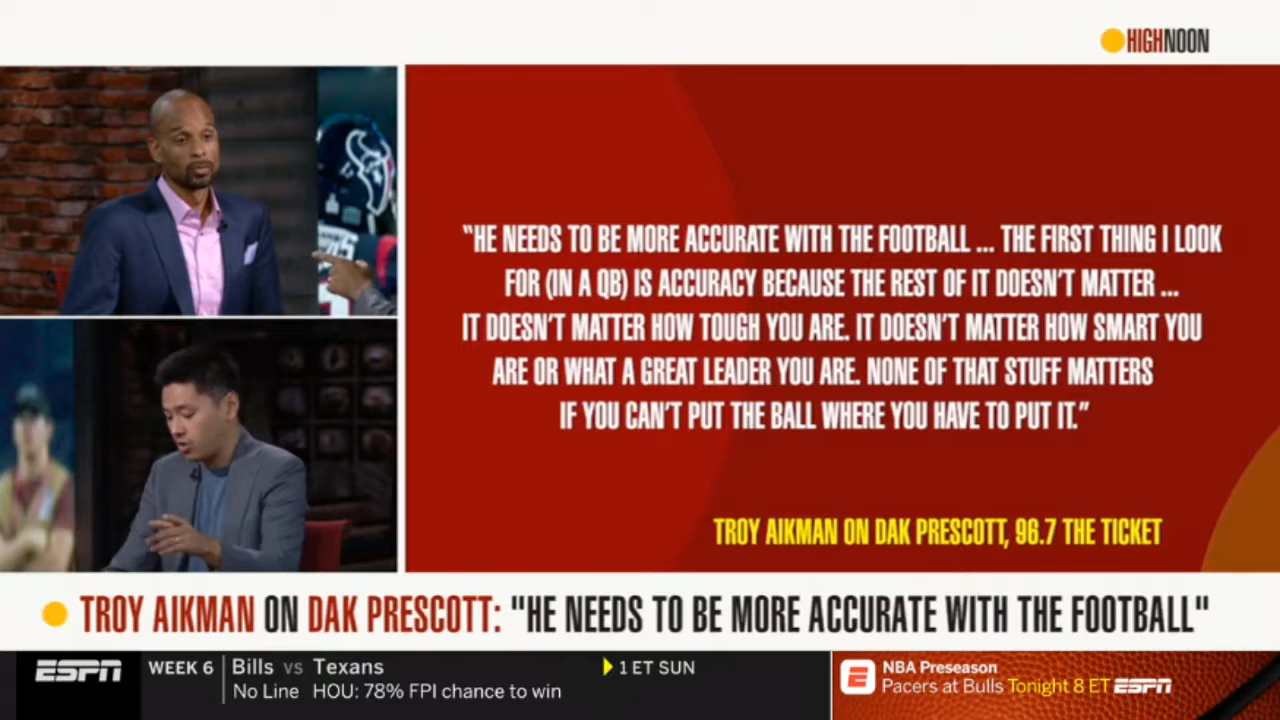 HIGHNOON
"HE NEEDS TO BE MORE ACCURATE WITH THE FOOTBALL ... THE FIRST THING I LOOK
FOR (IN A QB) IS ACCURACY BECAUSE THE REST OF IT DOESN'T MATTER ...
IT DOESN'T MATTER HOW TOUGH YOU ARE. IT DOESN'T MATTER HOW SMART YOU
ARE OR WHAT A GREAT LEADER YOU ARE. NONE OF THAT STUFF MATTERS
IF YOU CAN'T PUT THE BALL WHERE YOU HAVE TO PUT IT."
TROY AIKMAN ON DAK PRESCOTT, 96.7 THE TICKET
TROY AIKMAN ON DAK PRESCOTT: "HE NEEDS TO BE MORE ACCURATE WITH THE FOOTBALL"
ESPN
WEEK 6
Bills vs Texans
1 ET SUN
No Line HOU: 78% FPI chance to win
E
NBA Preseason
Pacers at Bulls Tonight 8 ET ESPN